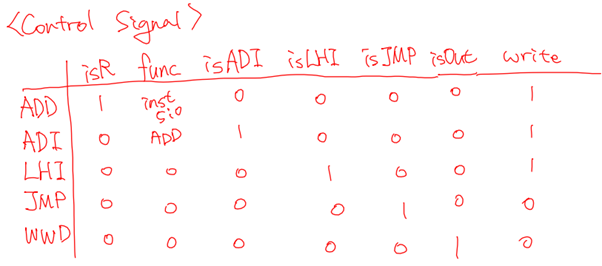 <Control Signal>
isR func isADI isLHI isJMP isOut write
ADD 1 inst 0 0 0 0 1
5:0
ADI 0 ADD 1 0 0 0 1
LHI 0 0 0 1 0 0 1
JMP 0 0 0 0 1 0 0
WWD 0 0 0 0 0 1 0